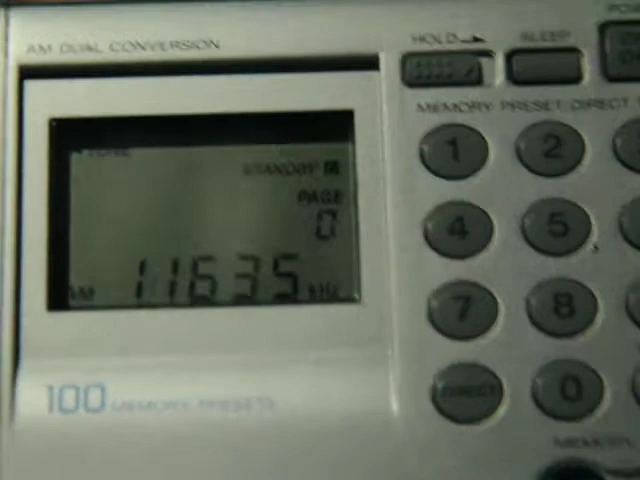 AM DUAL CONVERSION
HOLD
SLEEP
MEMORY PRESET/DIRECT
STANDBY
PAGE
0
AM 11635 kHz
1
2
4
5
7
8
DIRECT
0
100 MEMORY PRESETS
MEMORY